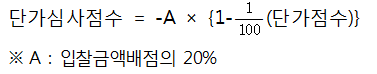 단가심사점수 = -A × {1-1/100(단가점수)}
※ A : 입찰금액배점의 20%